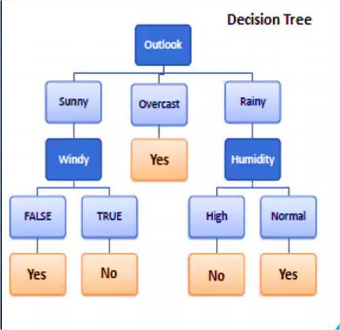 Decision Tree
Outlook
Sunny Overcast Rainy
Windy Yes Humidity
FALSE TRUE High Normal
Yes No No Yes